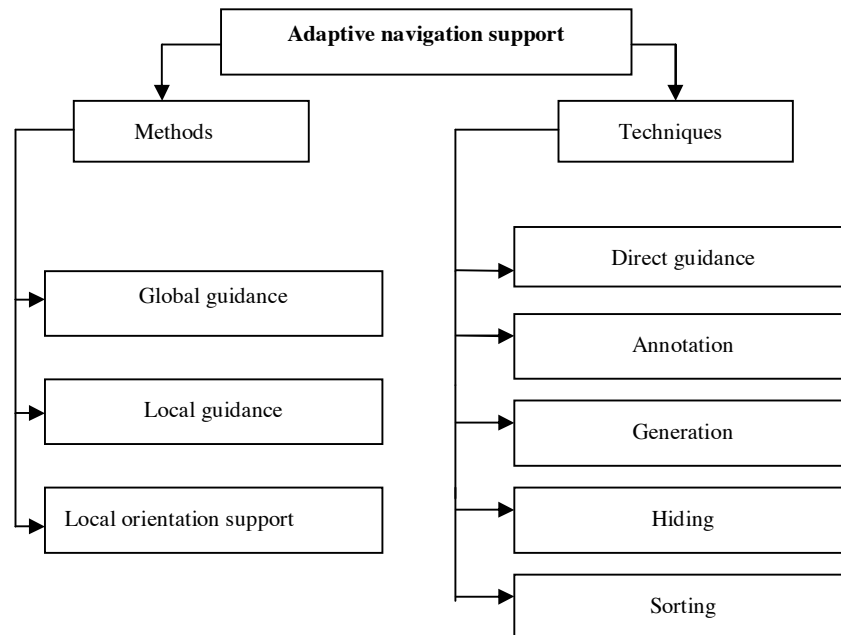 Adaptive navigation support
Methods
Techniques
Global guidance
Local guidance
Local orientation support
Direct guidance
Annotation
Generation
Hiding
Sorting